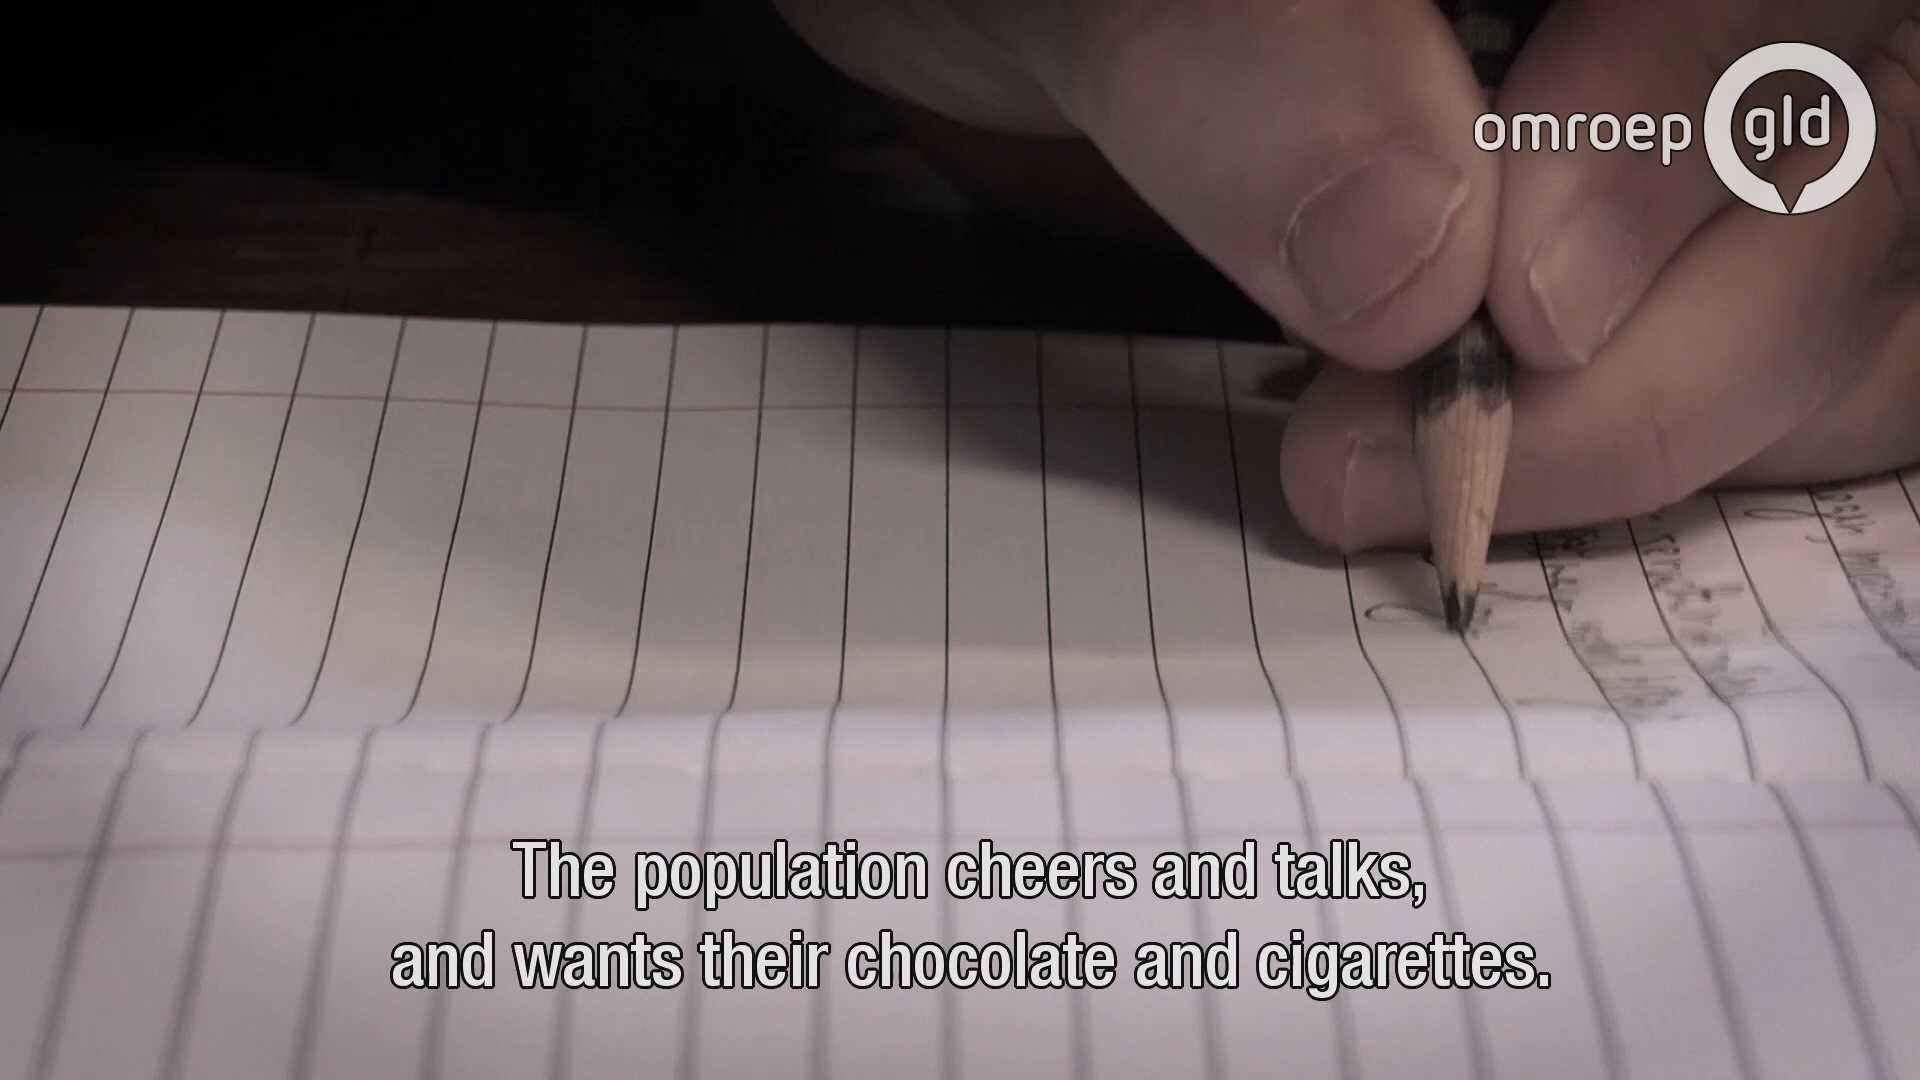 omroep gld
The population cheers and talks,
and wants their chocolate and cigarettes.